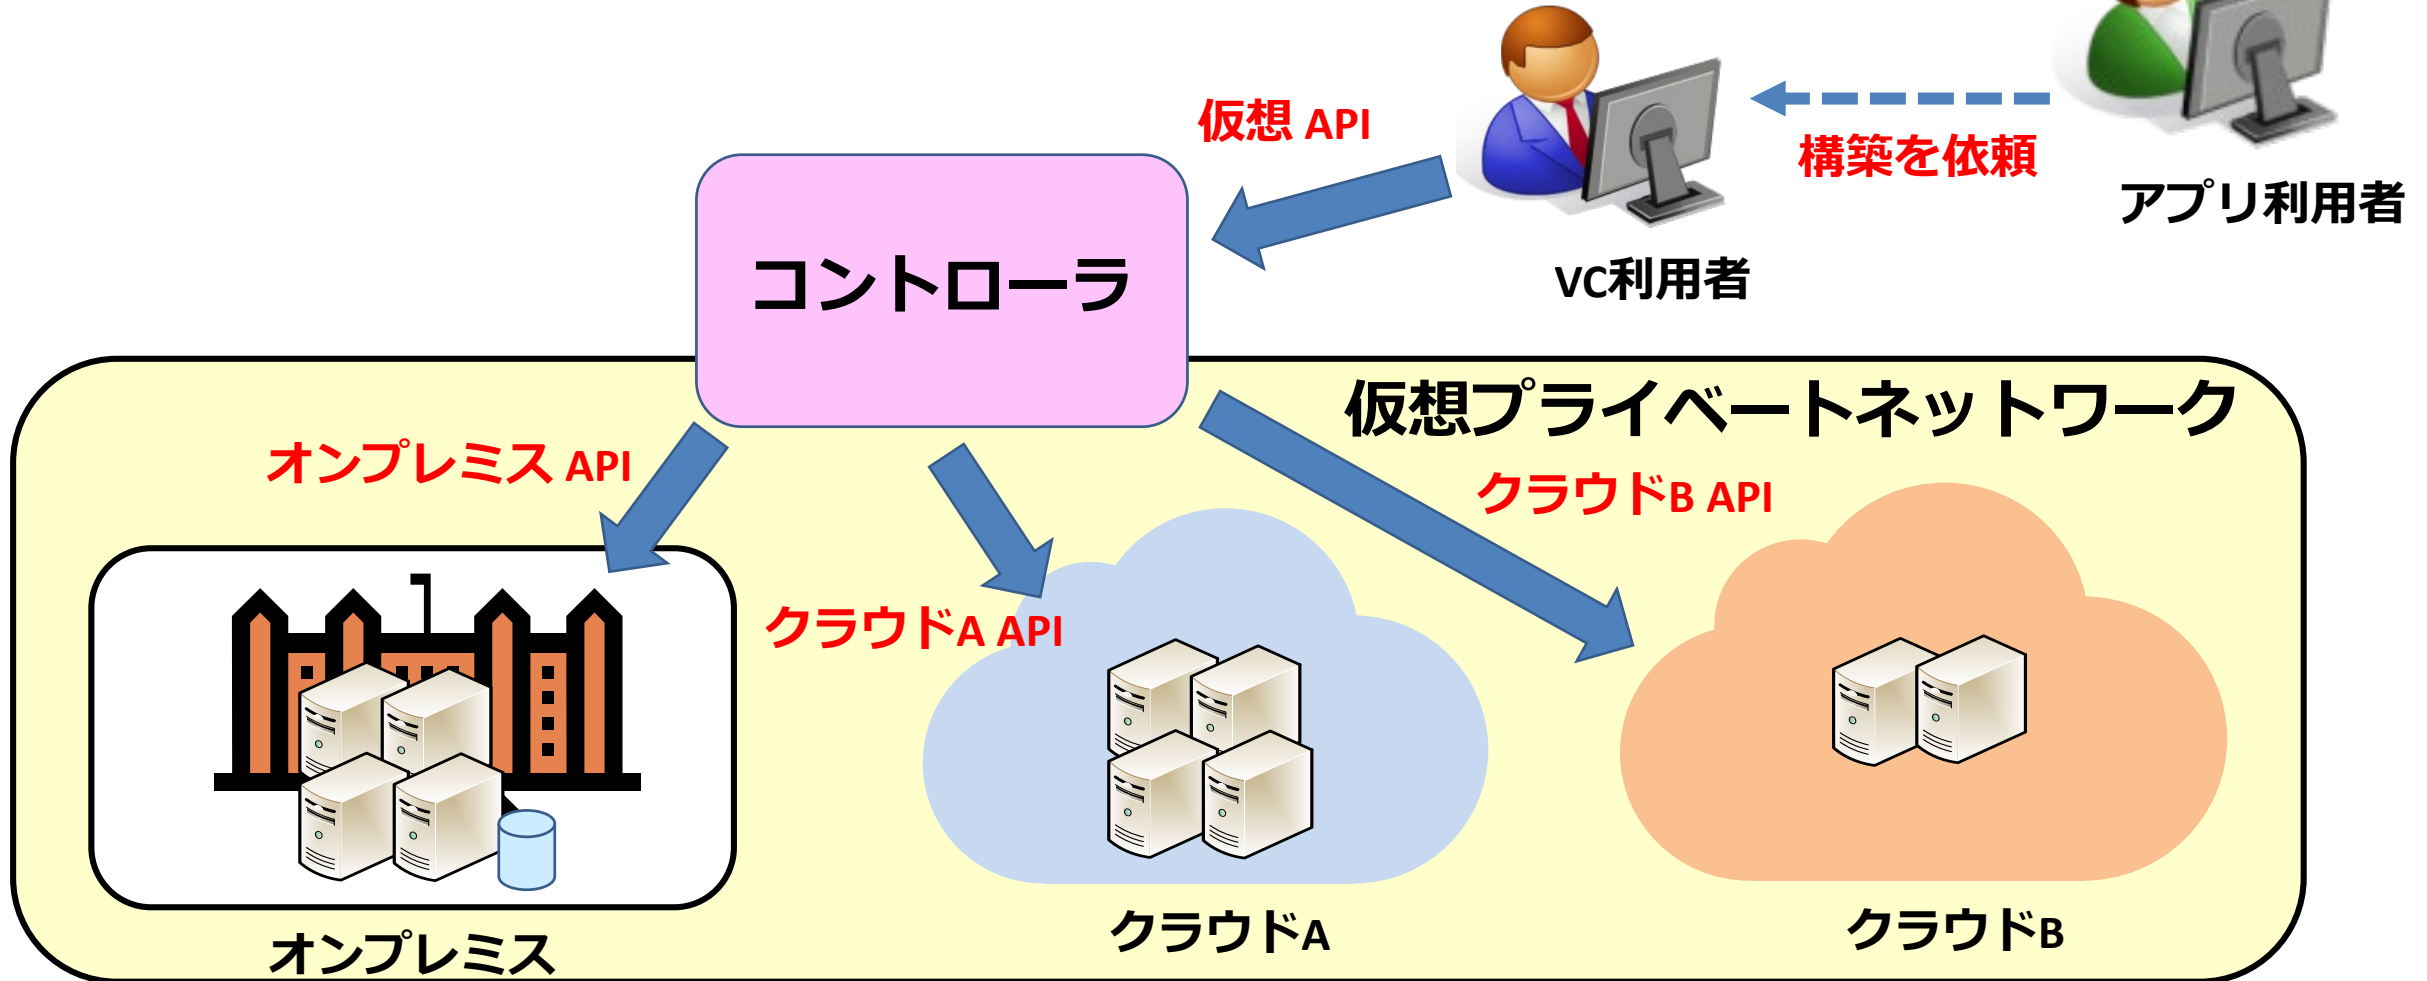 仮想 API
構築を依頼
アプリ利用者
VC利用者
コントローラ
仮想プライベートネットワーク
オンプレミス API
クラウドB API
クラウドA API
オンプレミス
クラウドA
クラウドB